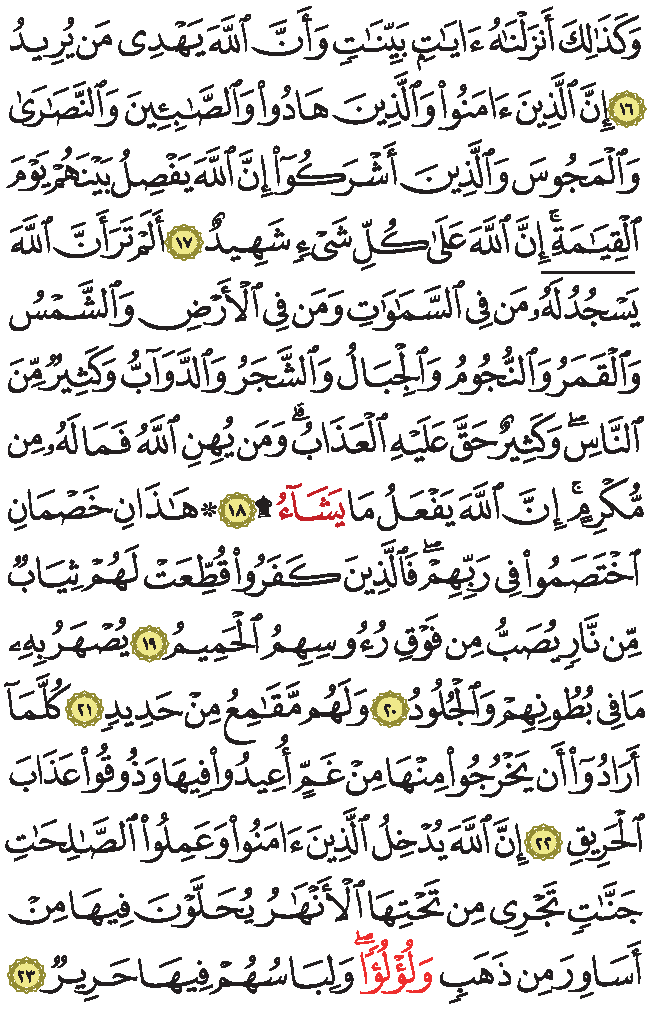 وَكَذَٰلِكَ أَنزَلْنَٰهُ ءَايَٰتٍۭ بَيِّنَٰتٍ وَأَنَّ ٱللَّهَ يَهْدِى مَن يُرِيدُ
١٦ إِنَّ ٱلَّذِينَ ءَامَنُوا۟ وَٱلَّذِينَ هَادُوا۟ وَٱلصَّٰبِـِٔينَ وَٱلنَّصَٰرَىٰ
وَٱلْمَجُوسَ وَٱلَّذِينَ أَشْرَكُوٓا۟ إِنَّ ٱللَّهَ يَفْصِلُ بَيْنَهُمْ يَوْمَ
ٱلْقِيَٰمَةِ ۚ إِنَّ ٱللَّهَ عَلَىٰ كُلِّ شَىْءٍ شَهِيدٌ ١٧ أَلَمْ تَرَ أَنَّ ٱللَّهَ
يَسْجُدُ لَهُۥ مَن فِى ٱلسَّمَٰوَٰتِ وَمَن فِى ٱلْأَرْضِ وَٱلشَّمْسُ
وَٱلْقَمَرُ وَٱلنُّجُومُ وَٱلْجِبَالُ وَٱلشَّجَرُ وَٱلدَّوَآبُّ وَكَثِيرٌ مِّنَ
ٱلنَّاسِ ۖ وَكَثِيرٌ حَقَّ عَلَيْهِ ٱلْعَذَابُ ۗ وَمَن يُهِنِ ٱللَّهُ فَمَا لَهُۥ مِن
مُّكْرِمٍ ۚ إِنَّ ٱللَّهَ يَفْعَلُ مَا يَشَآءُ ۩ ١٨ ۞ هَٰذَانِ خَصْمَانِ
ٱخْتَصَمُوا۟ فِى رَبِّهِمْ ۖ فَٱلَّذِينَ كَفَرُوا۟ قُطِّعَتْ لَهُمْ ثِيَابٌ
مِّن نَّارٍ يُصَبُّ مِن فَوْقِ رُءُوسِهِمُ ٱلْحَمِيمُ ١٩ يُصْهَرُ بِهِۦ
مَا فِى بُطُونِهِمْ وَٱلْجُلُودُ ٢٠ وَلَهُم مَّقَٰمِعُ مِنْ حَدِيدٍ ٢١ كُلَّمَآ
أَرَادُوٓا۟ أَن يَخْرُجُوا۟ مِنْهَا مِنْ غَمٍّ أُعِيدُوا۟ فِيهَا وَذُوقُوا۟ عَذَابَ
ٱلْحَرِيقِ ٢٢ إِنَّ ٱللَّهَ يُدْخِلُ ٱلَّذِينَ ءَامَنُوا۟ وَعَمِلُوا۟ ٱلصَّٰلِحَٰتِ
جَنَّٰتٍ تَجْرِى مِن تَحْتِهَا ٱلْأَنْهَٰرُ يُحَلَّوْنَ فِيهَا مِنْ
أَسَاوِرَ مِن ذَهَبٍ وَلُؤْلُؤًا ۖ وَلِبَاسُهُمْ فِيهَا حَرِيرٌ ٢٣